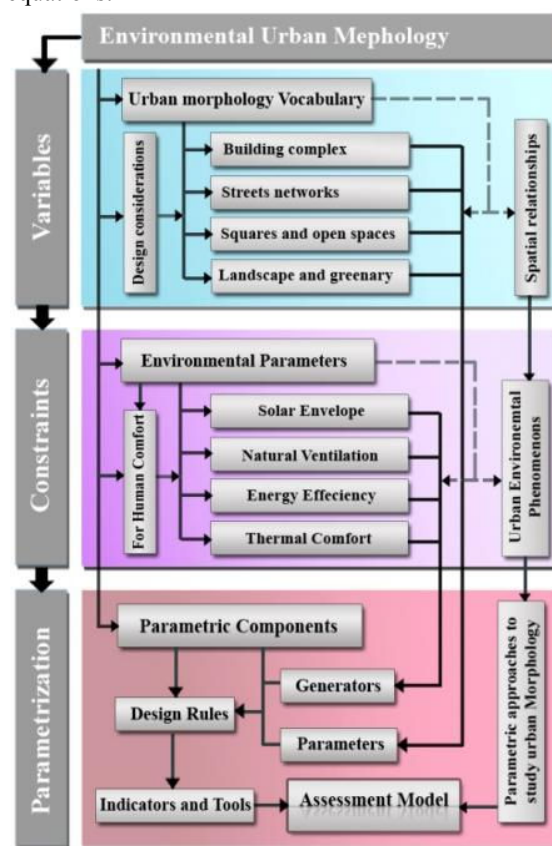 equations.
Environmental Urban Mephology
Variables
Urban morphology Vocabulary
Design considerations
Building complex
Streets networks
Squares and open spaces
Landscape and greenary
Spatial relationships
Constraints
Environmental Parameters
For Human Comfort
Solar Envelope
Natural Ventilation
Energy Effeciency
Thermal Comfort
Urban Environemtal
Phenomenons
Parametrization
Parametric Components
Generators
Design Rules
Parameters
Indicators and Tools
Assessment Model
Parametric approaches to
study urban Morphology